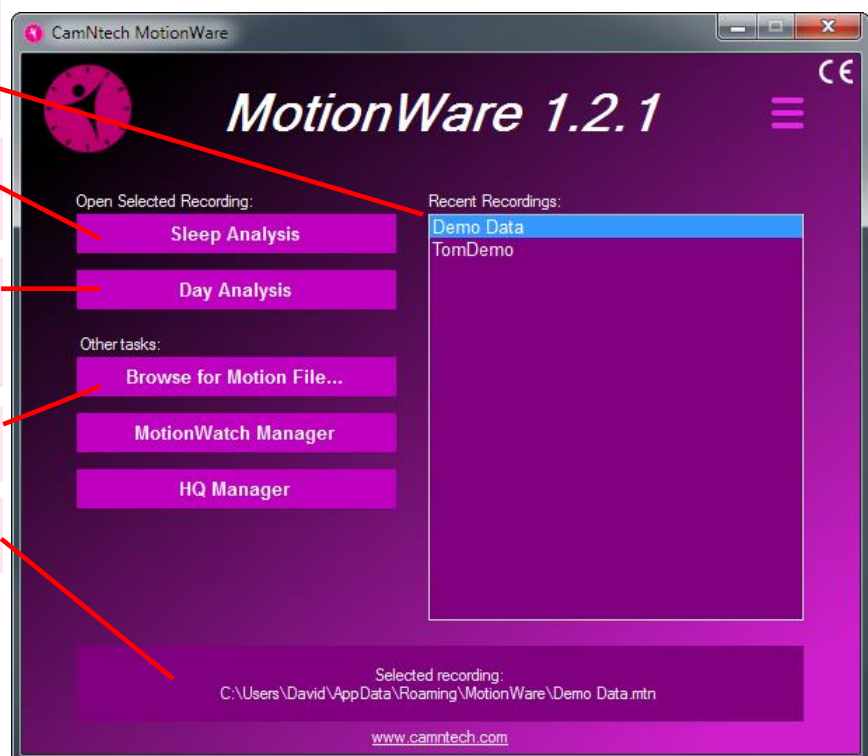 CamNtech MotionWare
CE
MotionWare 1.2.1
Open Selected Recording:
Sleep Analysis
Day Analysis
Other tasks:
Browse for Motion File...
MotionWatch Manager
HQ Manager
Recent Recordings:
Demo Data
TomDemo
Selected recording:
C:\Users\David\AppData\Roaming\MotionWare\Demo Data.mtn
www.camntech.com